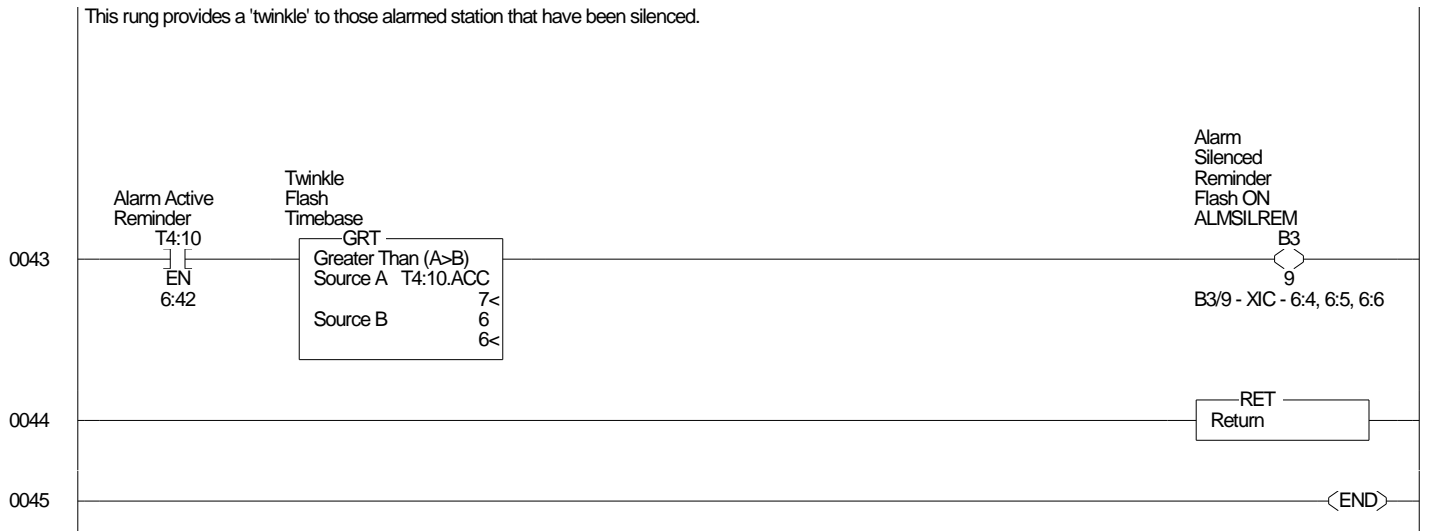 This rung provides a 'twinkle' to those alarmed station that have been silenced.
Alarm
Silenced
Reminder
Flash ON
ALMSILREM
Twinkle
Flash
Timebase
Alarm Active
Reminder
T4:10
GRT
B3
0043
Greater Than (A>B)
EN
Source A T4:10.ACC
9
6:42
7<
B3/9 - XIC - 6:4, 6:5, 6:6
Source B 6
6<
RET
0044
Return
0045
END